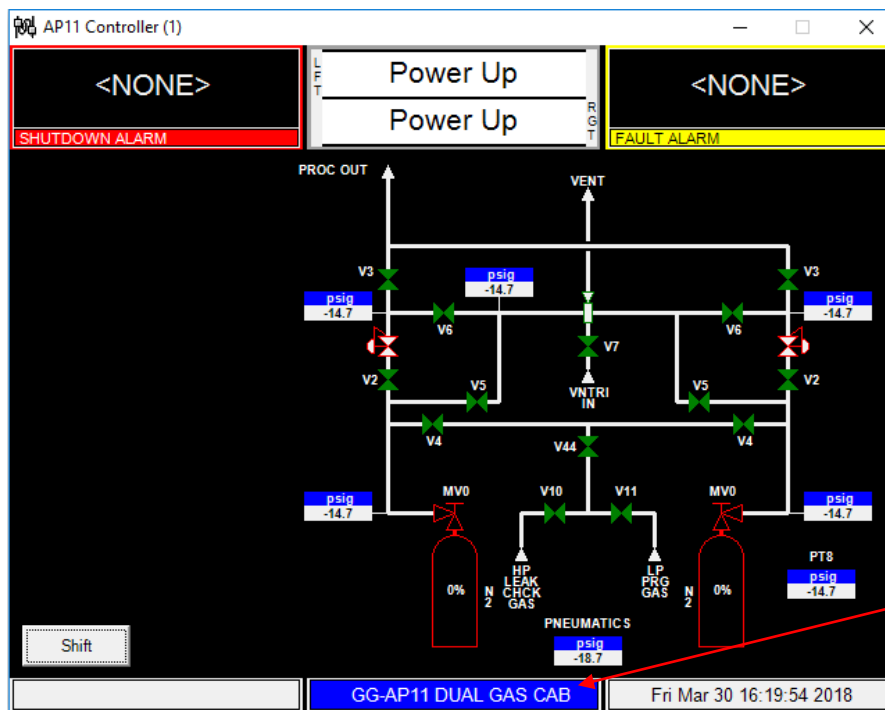 AP11 Controller (1)
<NONE>
SHUTDOWN ALARM
LFT
Power Up
Power Up
RGT
<NONE>
FAULT ALARM
PROC OUT
VENT
V3
psig
-14.7
V3
psig
-14.7
psig
-14.7
V6
V6
V7
V2
V5
VNTRI
IN
V5
V2
V4
V44
V4
psig
-14.7
MV0
V10
V11
MV0
psig
-14.7
0%
N
2
HP
LEAK
CHCK
GAS
LP
PRG
GAS
N
2
0%
PT8
psig
-14.7
PNEUMATICS
psig
-18.7
Shift
GG-AP11 DUAL GAS CAB
Fri Mar 30 16:19:54 2018